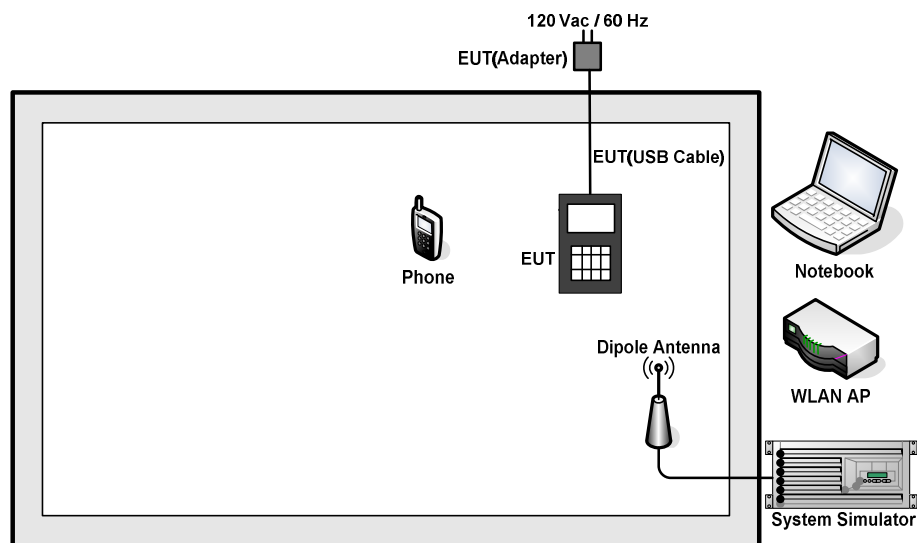 120 Vac / 60 Hz
EUT(Adapter)
EUT(USB Cable)
Phone
EUT
Notebook
Dipole Antenna
WLAN AP
System Simulator